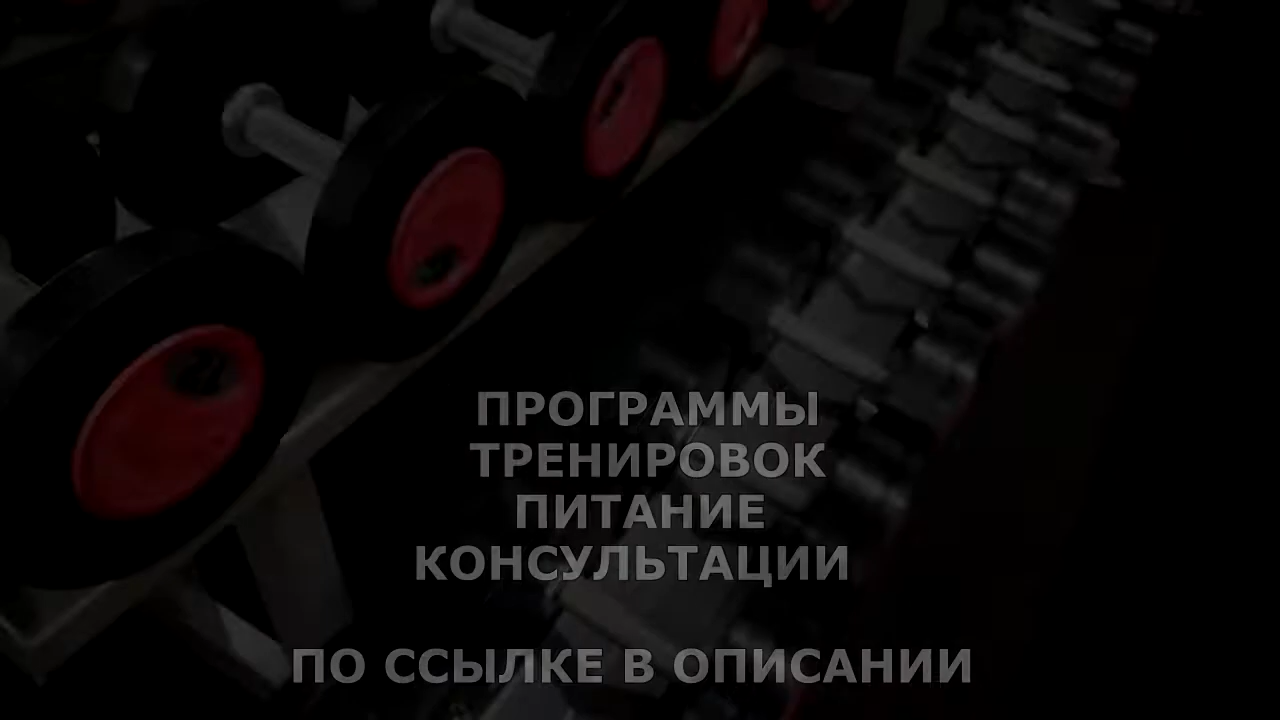 ПРОГРАММЫ
ТРЕНИРОВОК
ПИТАНИЕ
КОНСУЛЬТАЦИИ
ПО ССЫЛКЕ В ОПИСАНИИ